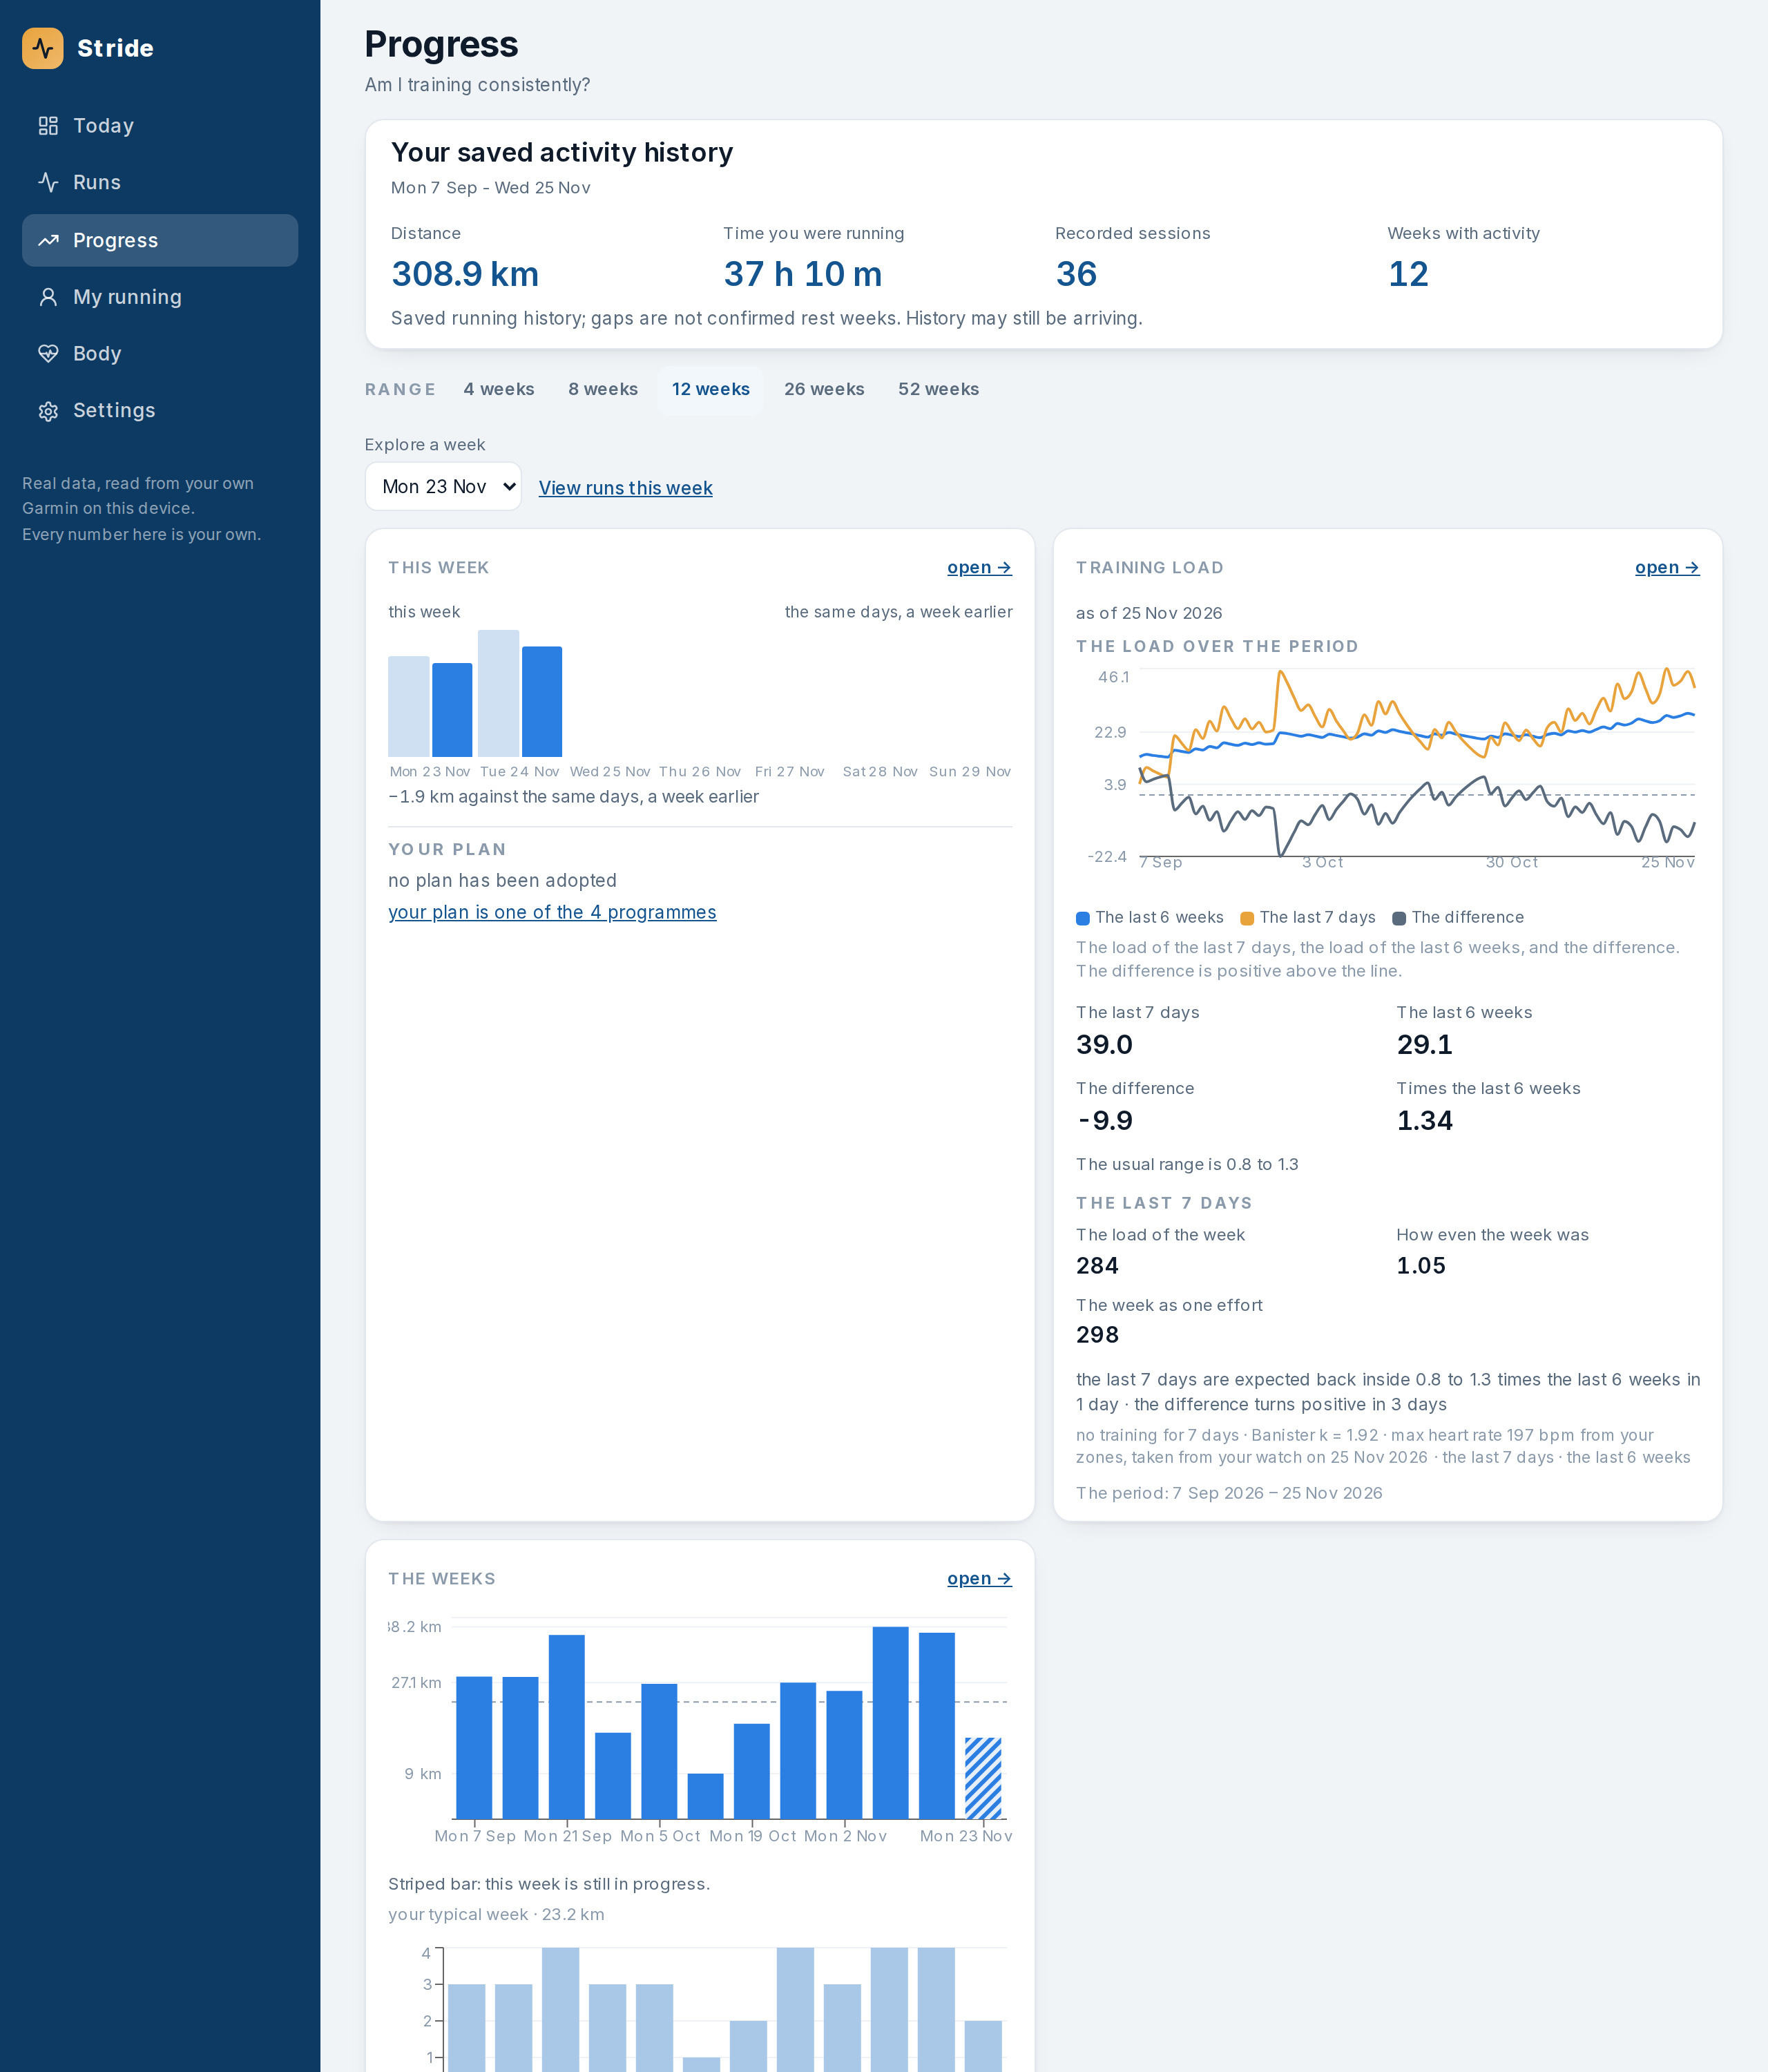 Stride
Today
Runs
Progress
My running
Body
Settings
Real data, read from your own
Garmin on this device.
Every number here is your own.
Progress
Am I training consistently?
Your saved activity history
Mon 7 Sep - Wed 25 Nov
Distance
308.9 km
Time you were running
37 h 10 m
Recorded sessions
36
Weeks with activity
12
Saved running history; gaps are not confirmed rest weeks. History may still be arriving.
RANGE 4 weeks 8 weeks 12 weeks 26 weeks 52 weeks
Explore a week
Mon 23 Nov View runs this week
THIS WEEK open →
this week the same days, a week earlier
Mon 23 Nov Tue 24 Nov Wed 25 Nov Thu 26 Nov Fri 27 Nov Sat 28 Nov Sun 29 Nov
−1.9 km against the same days, a week earlier
YOUR PLAN
no plan has been adopted
your plan is one of the 4 programmes
TRAINING LOAD open →
as of 25 Nov 2026
THE LOAD OVER THE PERIOD
46.1
22.9
3.9
-22.4
7 Sep 3 Oct 30 Oct 25 Nov
The last 6 weeks The last 7 days The difference
The load of the last 7 days, the load of the last 6 weeks, and the difference.
The difference is positive above the line.
The last 7 days
39.0
The last 6 weeks
29.1
The difference
-9.9
Times the last 6 weeks
1.34
The usual range is 0.8 to 1.3
THE LAST 7 DAYS
The load of the week
284
How even the week was
1.05
The week as one effort
298
the last 7 days are expected back inside 0.8 to 1.3 times the last 6 weeks in
1 day · the difference turns positive in 3 days
no training for 7 days · Banister k = 1.92 · max heart rate 197 bpm from your
zones, taken from your watch on 25 Nov 2026 · the last 7 days · the last 6 weeks
The period: 7 Sep 2026 – 25 Nov 2026
THE WEEKS open →
38.2 km
27.1 km
9 km
Mon 7 Sep Mon 21 Sep Mon 5 Oct Mon 19 Oct Mon 2 Nov Mon 23 Nov
Striped bar: this week is still in progress.
your typical week · 23.2 km
4
3
2
1